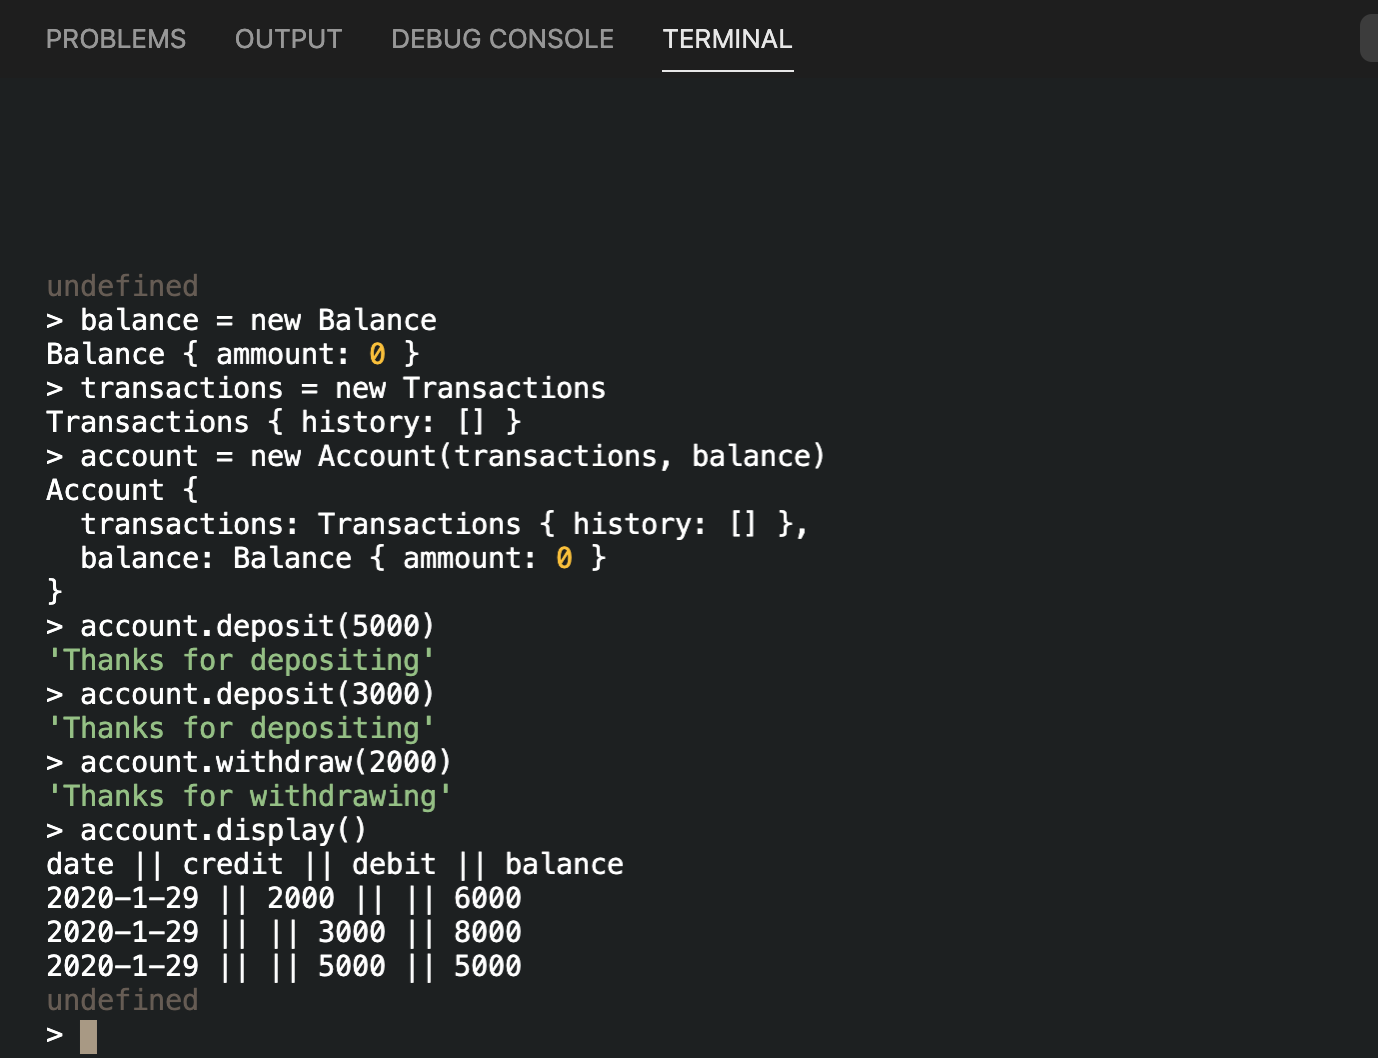 PROBLEMS OUTPUT DEBUG CONSOLE TERMINAL
undefined
> balance = new Balance
Balance { ammount: 0 }
> transactions = new Transactions
Transactions { history: [] }
> account = new Account(transactions, balance)
Account {
  transactions: Transactions { history: [] },
  balance: Balance { ammount: 0 }
}
> account.deposit(5000)
'Thanks for depositing'
> account.deposit(3000)
'Thanks for depositing'
> account.withdraw(2000)
'Thanks for withdrawing'
> account.display()
date || credit || debit || balance
2020-1-29 || 2000 || || 6000
2020-1-29 || || 3000 || 8000
2020-1-29 || || 5000 || 5000
undefined
>